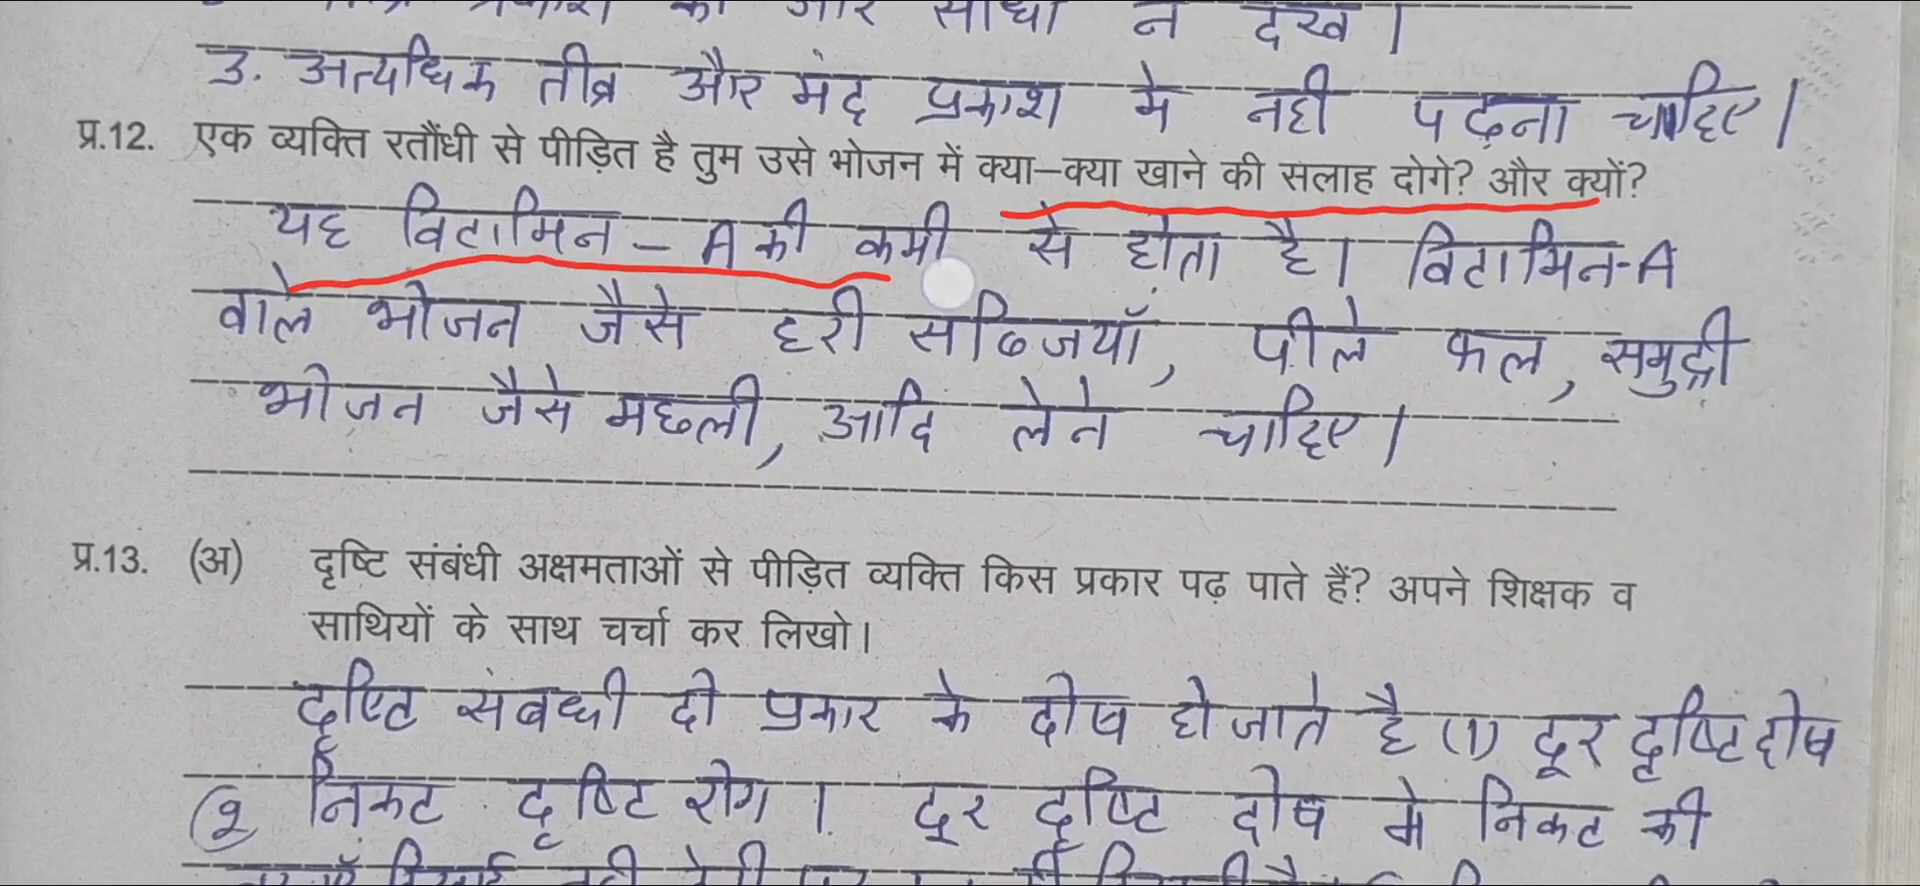 की ओर सीधा न देखे।
3. अत्यधिक तीव्र और मंद प्रकाश मे नही पढ़ना चाहिए।
प्र.12. एक व्यक्ति रतौंधी से पीड़ित है तुम उसे भोजन में क्या–क्या खाने की सलाह दोगे? और क्यों?
यह विटामिन – A की कमी से होता है। विटामिन-A
वाले भोजन जैसे हरी सब्जियाँ, पीले फल, समुद्री
भोजन जैसे मछली, आदि लेने चाहिए।
प्र.13. (अ) दृष्टि संबंधी अक्षमताओं से पीड़ित व्यक्ति किस प्रकार पढ़ पाते हैं? अपने शिक्षक व
साथियों के साथ चर्चा कर लिखो।
दृष्टि संबधी दो प्रकार के दोष हो जाते है (1) दूर दृष्टि दोष
(2) निकट दृष्टि रोग। दूर दृष्टि दोष मे निकट की